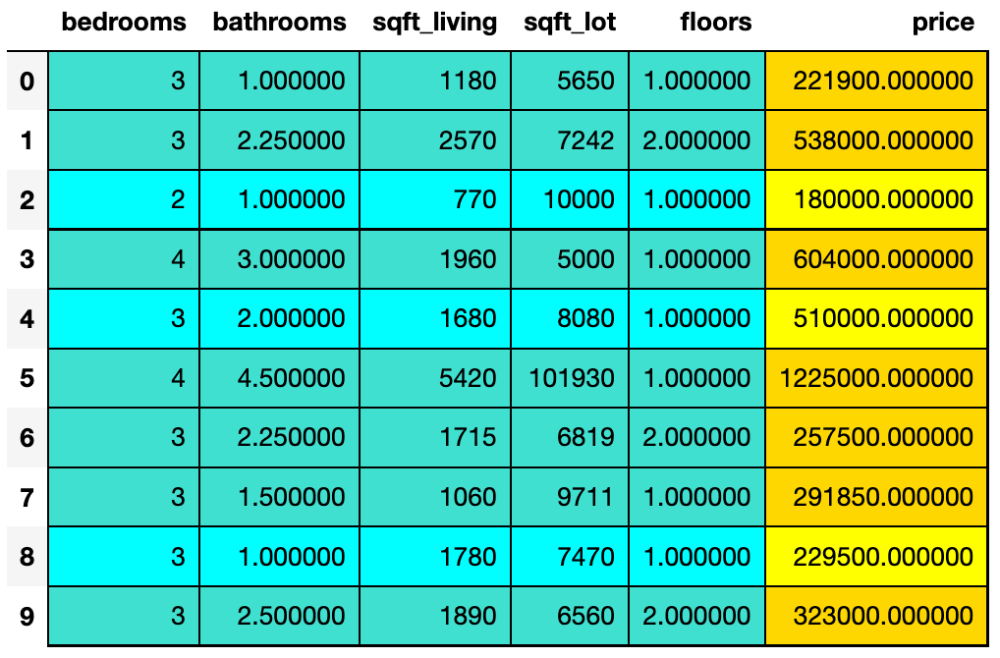 bedrooms bathrooms sqft_living sqft_lot floors price
0 3 1.000000 1180 5650 1.000000 221900.000000
1 3 2.250000 2570 7242 2.000000 538000.000000
2 2 1.000000 770 10000 1.000000 180000.000000
3 4 3.000000 1960 5000 1.000000 604000.000000
4 3 2.000000 1680 8080 1.000000 510000.000000
5 4 4.500000 5420 101930 1.000000 1225000.000000
6 3 2.250000 1715 6819 2.000000 257500.000000
7 3 1.500000 1060 9711 1.000000 291850.000000
8 3 1.000000 1780 7470 1.000000 229500.000000
9 3 2.500000 1890 6560 2.000000 323000.000000